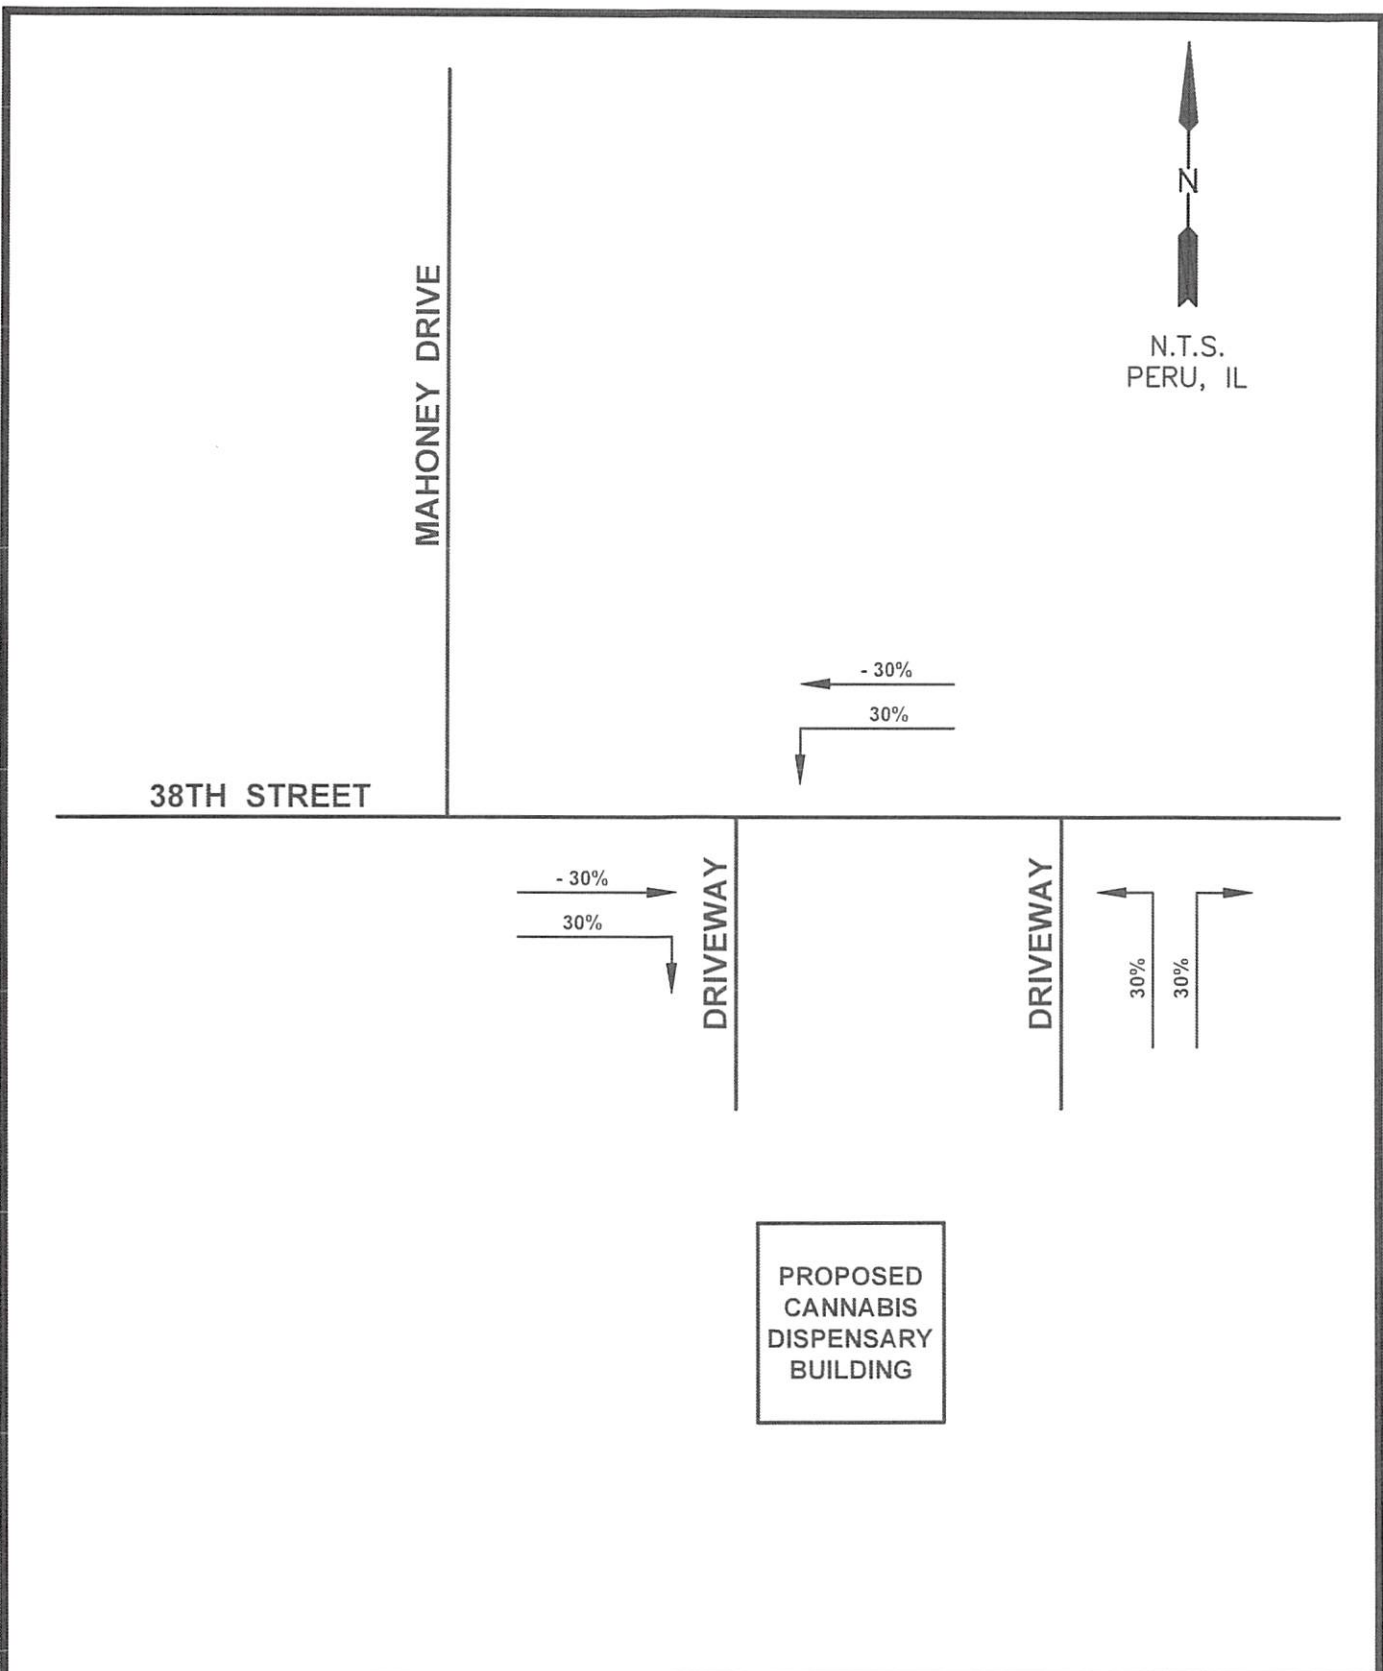 N
N.T.S.
PERU, IL
MAHONEY DRIVE
- 30%
30%
38TH STREET
- 30%
30%
DRIVEWAY
DRIVEWAY
30%
30%
PROPOSED
CANNABIS
DISPENSARY
BUILDING